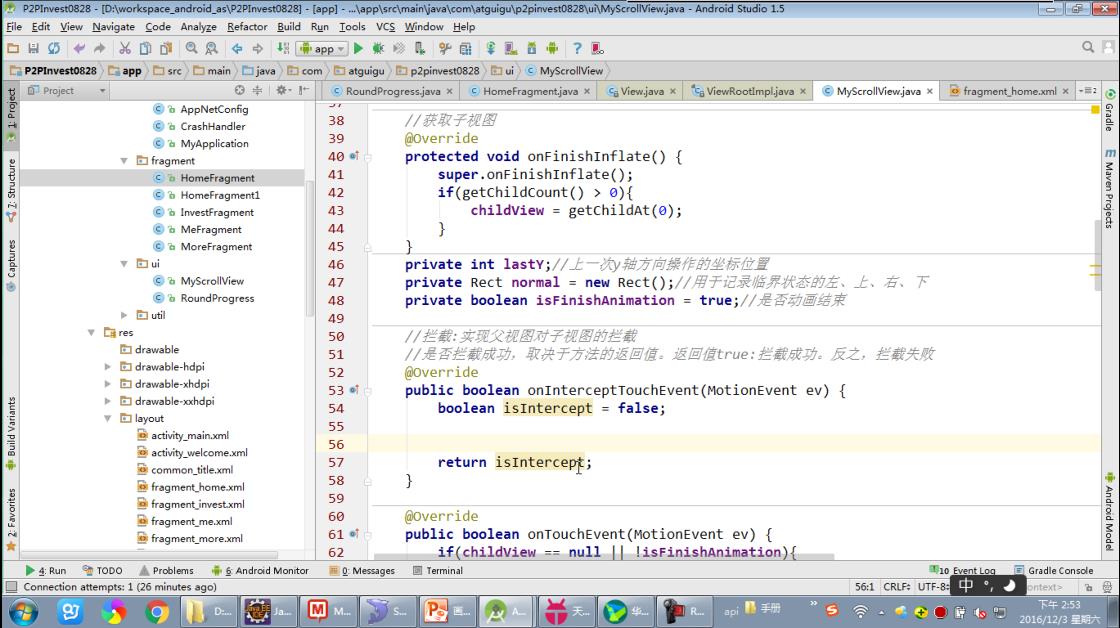 P2PInvest0828 - [D:\workspace_android_as\P2PInvest0828] - [app] - ...\app\src\main\java\com\atguigu\p2pinvest0828\ui\MyScrollView.java - Android Studio 1.5
File Edit View Navigate Code Analyze Refactor Build Run Tools VCS Window Help
app
P2PInvest0828 app src main java com atguigu p2pinvest0828 ui MyScrollView
Project
RoundProgress.java HomeFragment.java View.java ViewRootImpl.java MyScrollView.java fragment_home.xml
1: Project
7: Structure
Captures
Build Variants
2: Favorites
AppNetConfig
CrashHandler
MyApplication
fragment
HomeFragment
HomeFragment1
InvestFragment
MeFragment
MoreFragment
ui
MyScrollView
RoundProgress
util
res
drawable
drawable-hdpi
drawable-xhdpi
drawable-xxhdpi
layout
activity_main.xml
activity_welcome.xml
common_title.xml
fragment_home.xml
fragment_invest.xml
fragment_me.xml
fragment_more.xml
37
38 //获取子视图
39 @Override
40 protected void onFinishInflate() {
41 super.onFinishInflate();
42 if(getChildCount() > 0){
43 childView = getChildAt(0);
44 }
45 }
46 private int lastY;//上一次y轴方向操作的坐标位置
47 private Rect normal = new Rect();//用于记录临界状态的左、上、右、下
48 private boolean isFinishAnimation = true;//是否动画结束
49
50 //拦截:实现父视图对子视图的拦截
51 //是否拦截成功，取决于方法的返回值。返回值true:拦截成功。反之，拦截失败
52 @Override
53 public boolean onInterceptTouchEvent(MotionEvent ev) {
54 boolean isIntercept = false;
55
56
57 return isIntercept;
58 }
59
60 @Override
61 public boolean onTouchEvent(MotionEvent ev) {
62 if(childView == null || !isFinishAnimation){
Gradle
Maven Projects
Android Model
4: Run TODO Problems 6: Android Monitor 0: Messages Terminal 10 Event Log Gradle Console
Connection attempts: 1 (26 minutes ago) 56:1 CRLF÷ UTF-8÷ 中 °, ontext>
D:... Ja... M... S... 画... A... 天... 华... R... api 手册 »
下午 2:53
2016/12/3 星期六